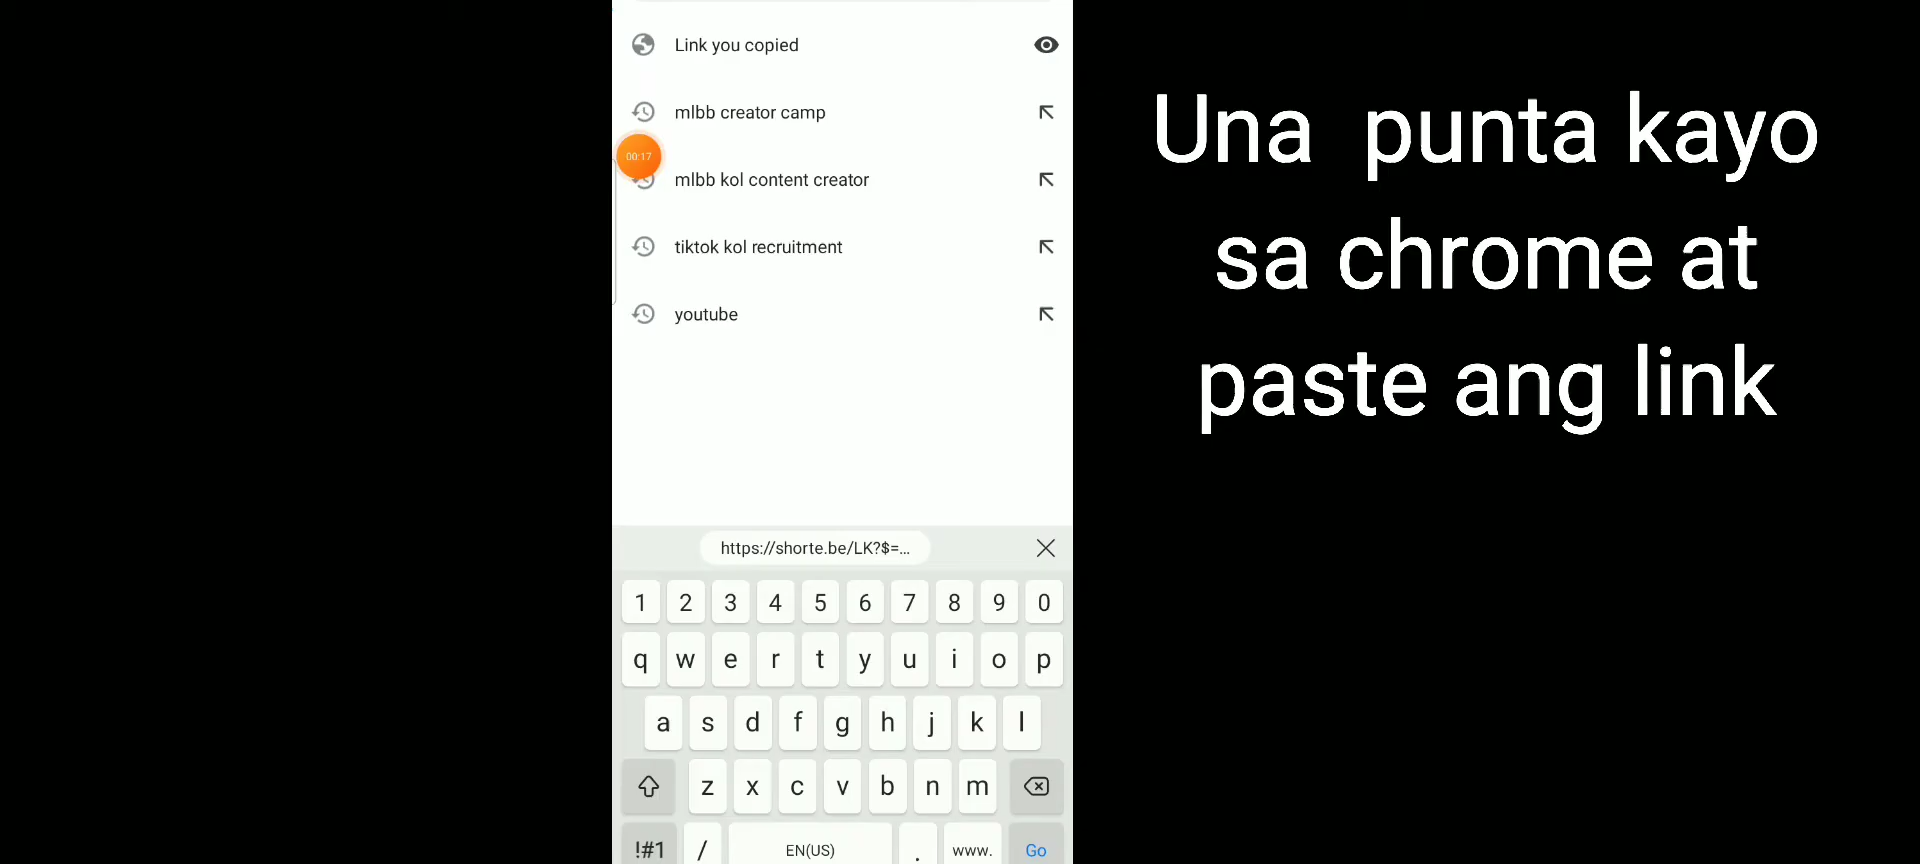 Link you copied
mlbb creator camp
00:17
mlbb kol content creator
tiktok kol recruitment
youtube
https://shorte.be/LK?$=...
1 2 3 4 5 6 7 8 9 0
q w e r t y u i o p
a s d f g h j k l
z x c v b n m
!#1 / EN(US) . www. Go
Una punta kayo
sa chrome at
paste ang link